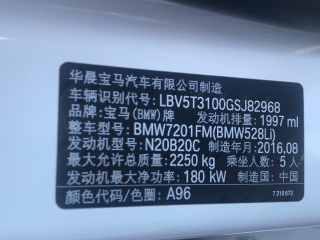 华晨宝马汽车有限公司制造
车辆识别代号: LBV5T3100GSJ82968
品牌: 宝马(BMW)牌 发动机排量: 1997 ml
整车型号: BMW7201FM(BMW528Li)
发动机型号: N20B20C 制造年月: 2016.08
最大允许总质量: 2250 kg 乘坐人数: 5 人
发动机最大净功率: 180 kW 制造国: 中国
颜色代码/色圈: A96
7 310 673